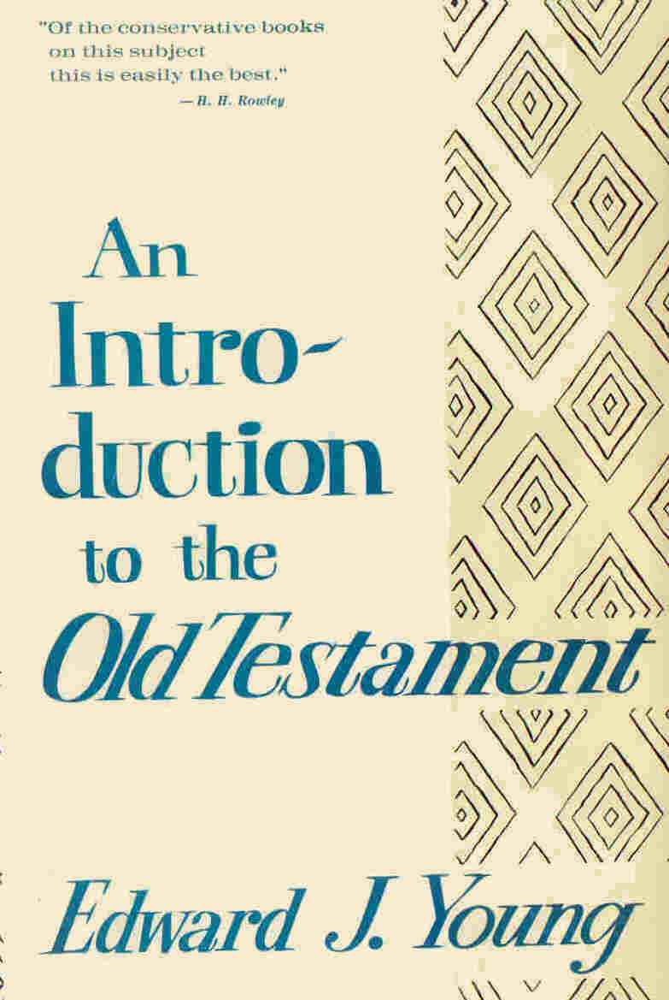 "Of the conservative books
on this subject
this is easily the best."
— H. H. Rowley
An
Intro-
duction
to the
Old Testament
Edward J. Young